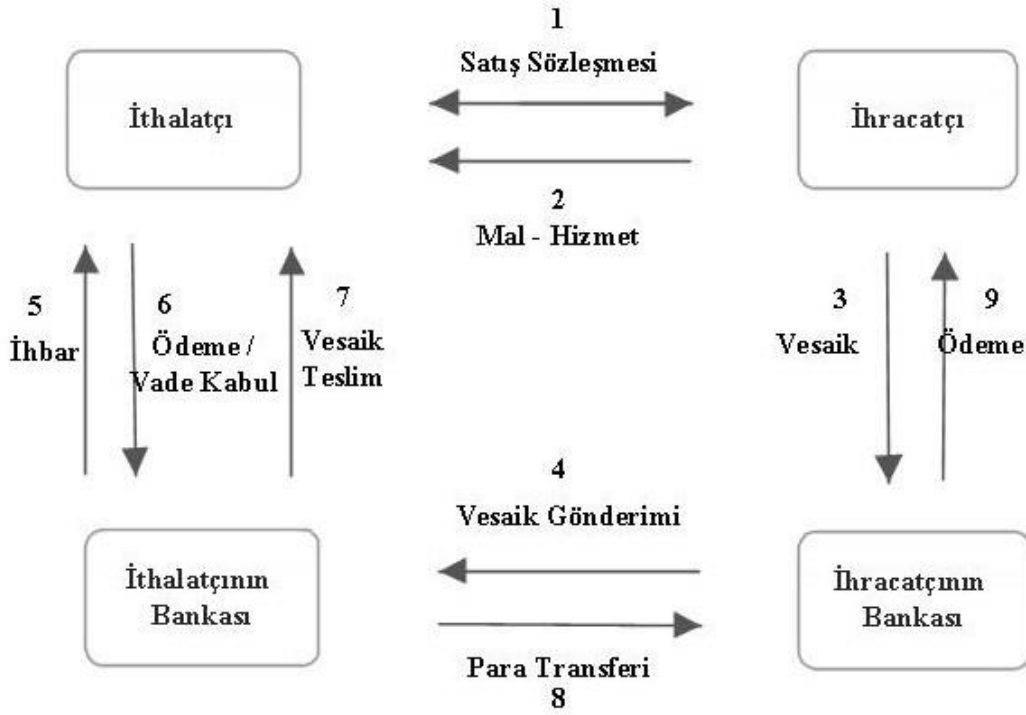 1
Satış Sözleşmesi
İthalatçı
İhracatçı
2
Mal - Hizmet
5
İhbar
6
Ödeme /
Vade Kabul
7
Vesaik
Teslim
3
Vesaik
9
Ödeme
4
Vesaik Gönderimi
İthalatçının
Bankası
İhracatçının
Bankası
Para Transferi
8